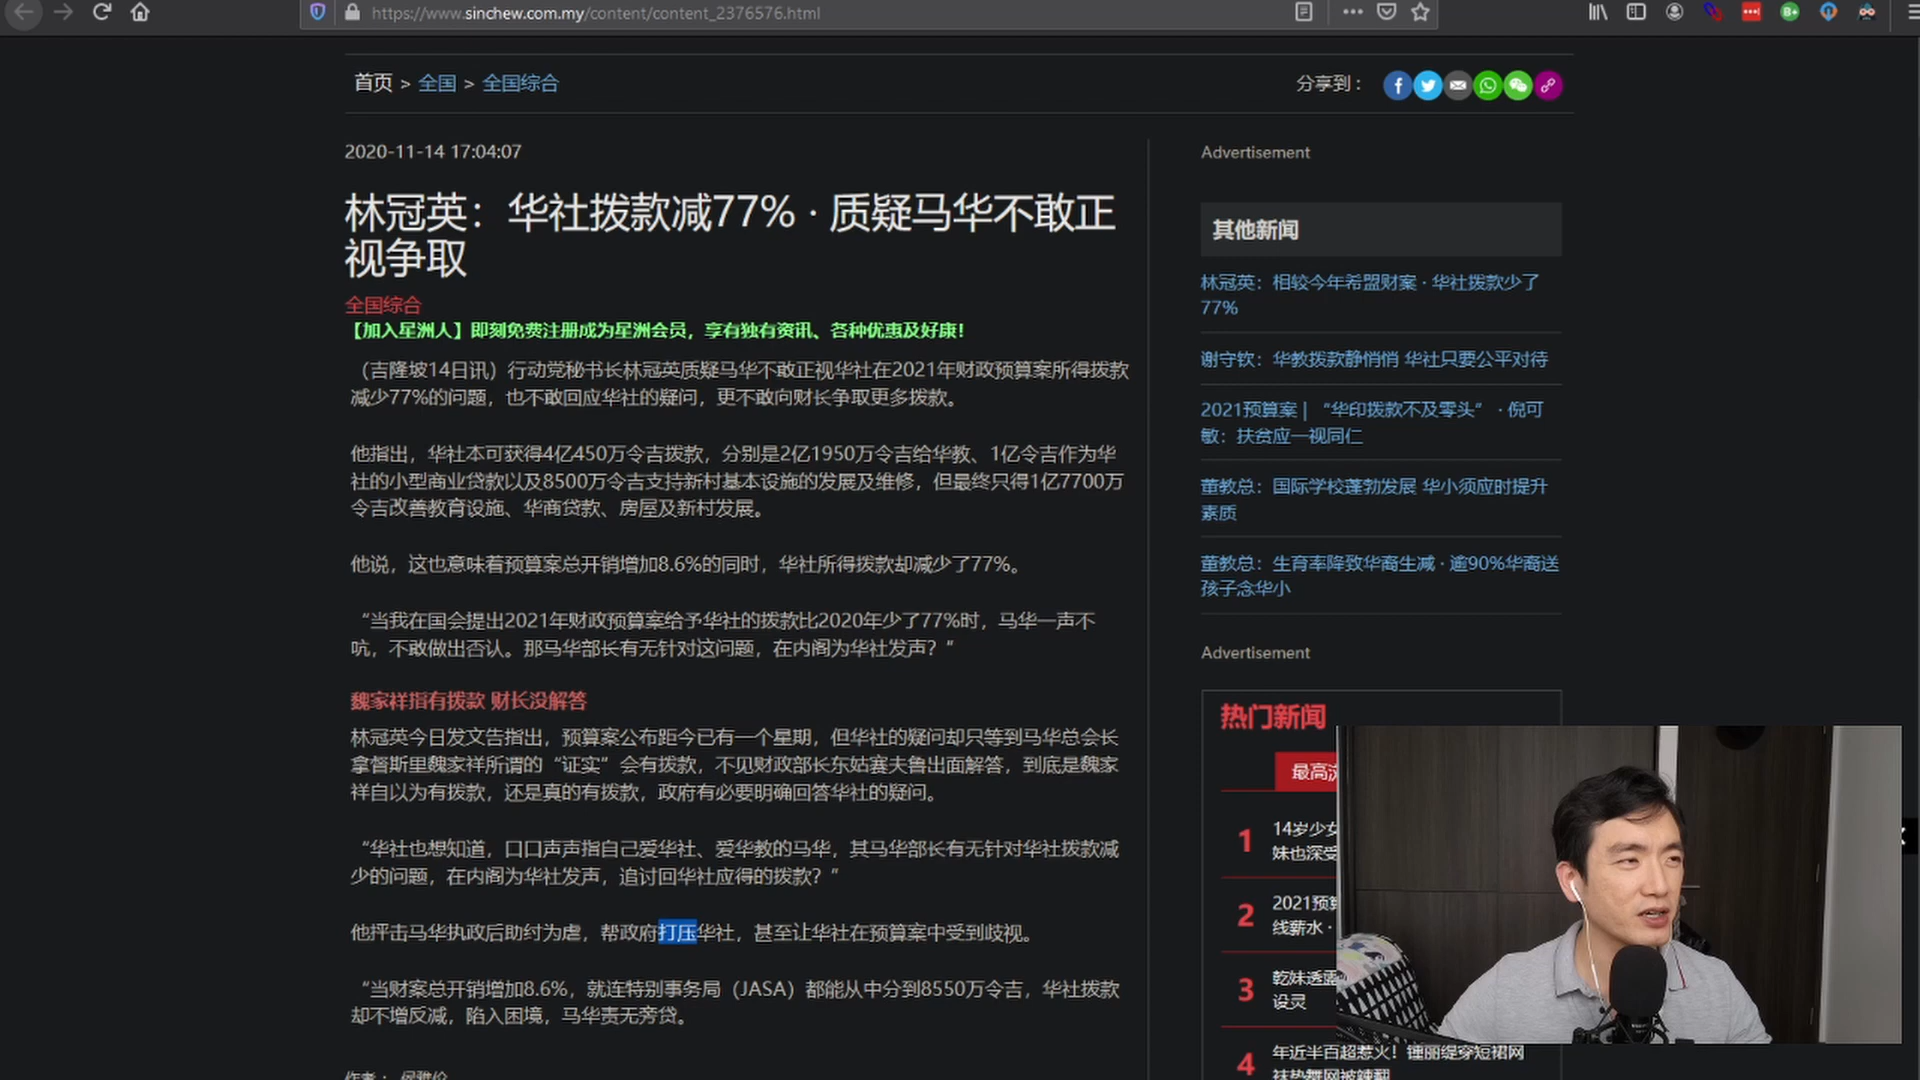 https://www.sinchew.com.my/content/content_2376576.html
首页 > 全国 > 全国综合
分享到：
2020-11-14 17:04:07
林冠英：华社拨款减77% · 质疑马华不敢正
视争取
全国综合
【加入星洲人】即刻免费注册成为星洲会员，享有独有资讯、各种优惠及好康！
（吉隆坡14日讯）行动党秘书长林冠英质疑马华不敢正视华社在2021年财政预算案所得拨款
减少77%的问题，也不敢回应华社的疑问，更不敢向财长争取更多拨款。
他指出，华社本可获得4亿450万令吉拨款，分别是2亿1950万令吉给华教、1亿令吉作为华
社的小型商业贷款以及8500万令吉支持新村基本设施的发展及维修，但最终只得1亿7700万
令吉改善教育设施、华商贷款、房屋及新村发展。
他说，这也意味着预算案总开销增加8.6%的同时，华社所得拨款却减少了77%。
“当我在国会提出2021年财政预算案给予华社的拨款比2020年少了77%时，马华一声不
吭，不敢做出否认。那马华部长有无针对这问题，在内阁为华社发声？”
魏家祥指有拨款 财长没解答
林冠英今日发文告指出，预算案公布距今已有一个星期，但华社的疑问却只等到马华总会长
拿督斯里魏家祥所谓的“证实”会有拨款，不见财政部长东姑赛夫鲁出面解答，到底是魏家
祥自以为有拨款，还是真的有拨款，政府有必要明确回答华社的疑问。
“华社也想知道，口口声声指自己爱华社、爱华教的马华，其马华部长有无针对华社拨款减
少的问题，在内阁为华社发声，追讨回华社应得的拨款？”
他抨击马华执政后助纣为虐，帮政府打压华社，甚至让华社在预算案中受到歧视。
“当财案总开销增加8.6%，就连特别事务局（JASA）都能从中分到8550万令吉，华社拨款
却不增反减，陷入困境，马华责无旁贷。
作者 ：
Advertisement
其他新闻
林冠英：相较今年希盟财案 · 华社拨款少了
77%
谢守钦：华教拨款静悄悄 华社只要公平对待
2021预算案 | “华印拨款不及零头” · 倪可
敏：扶贫应一视同仁
董教总：国际学校蓬勃发展 华小须应时提升
素质
董教总：生育率降致华裔生减 · 逾90%华裔送
孩子念华小
Advertisement
热门新闻
最高
1
14岁少
妹也深受
2
2021预
线薪水 ·
3
乾妹透
设灵
4
年近半百超惹火！锺丽缇穿短裙网